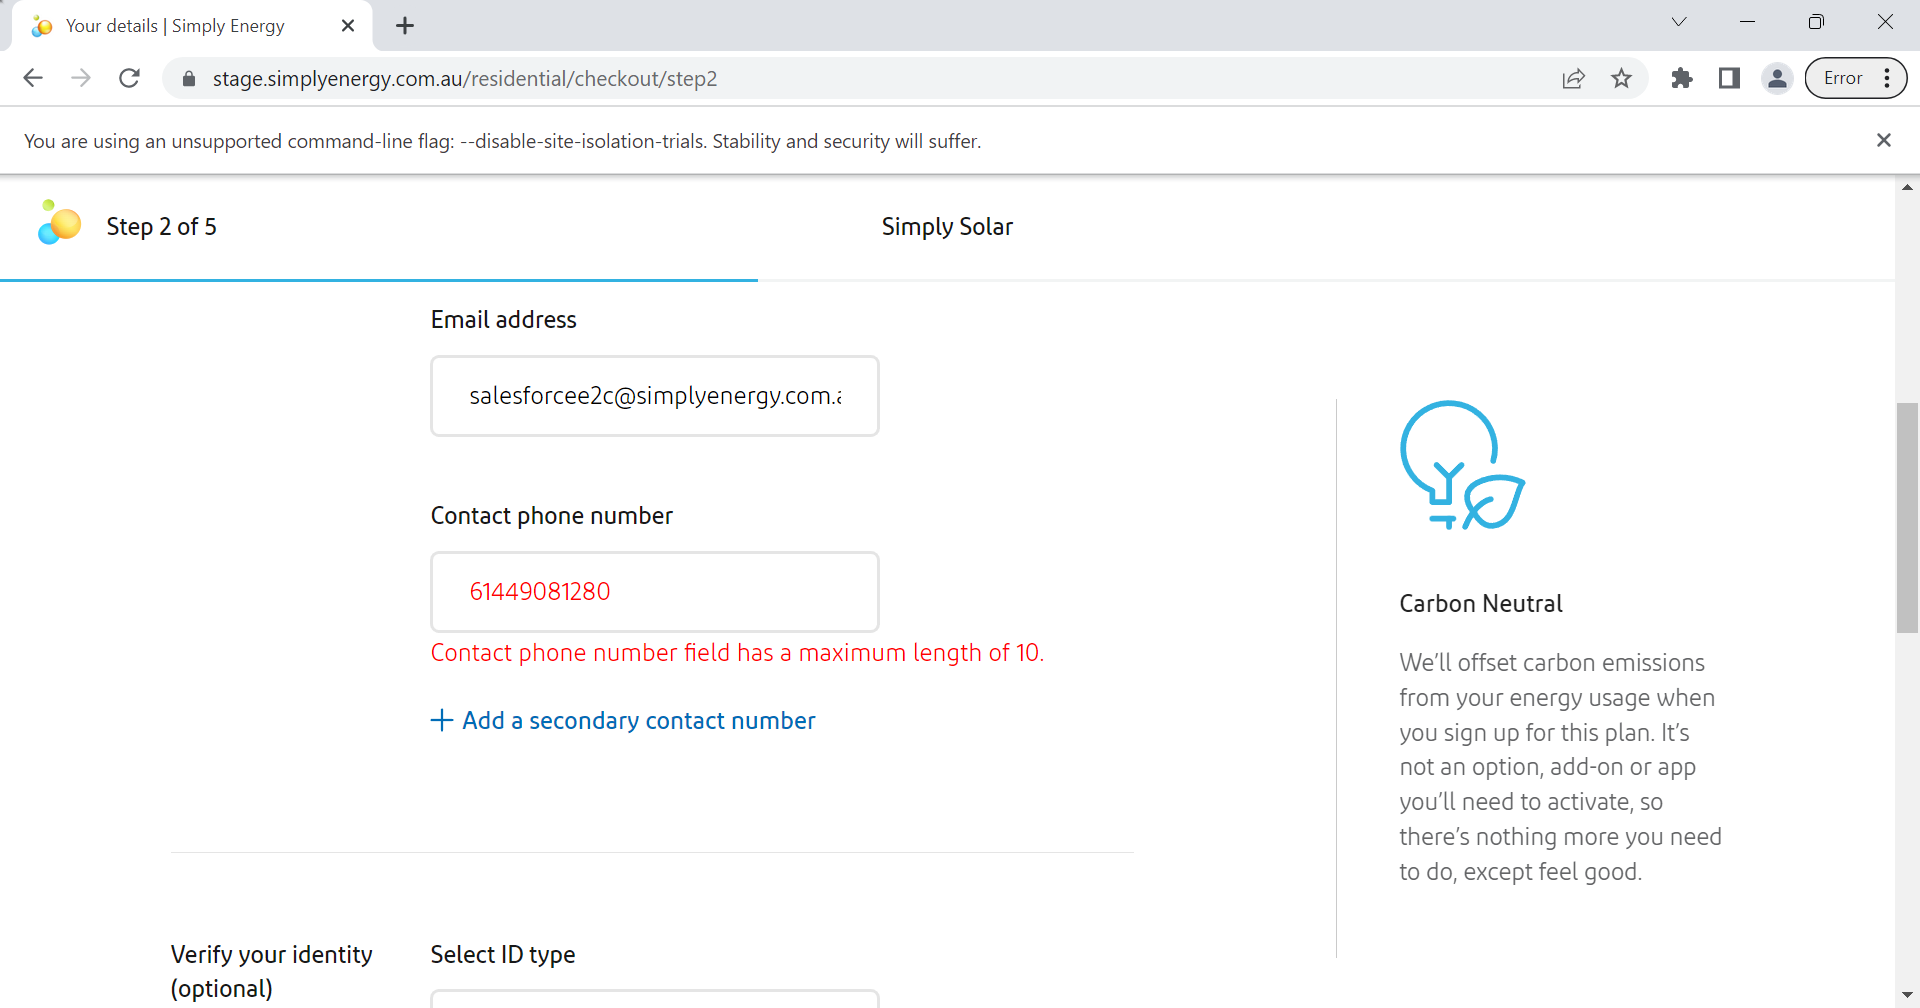 Your details | Simply Energy
stage.simplyenergy.com.au/residential/checkout/step2
Error
You are using an unsupported command-line flag: --disable-site-isolation-trials. Stability and security will suffer.
Step 2 of 5
Simply Solar
Email address
salesforcee2c@simplyenergy.com.a
Contact phone number
61449081280
Contact phone number field has a maximum length of 10.
+ Add a secondary contact number
Carbon Neutral
We'll offset carbon emissions
from your energy usage when
you sign up for this plan. It's
not an option, add-on or app
you'll need to activate, so
there's nothing more you need
to do, except feel good.
Verify your identity
(optional)
Select ID type